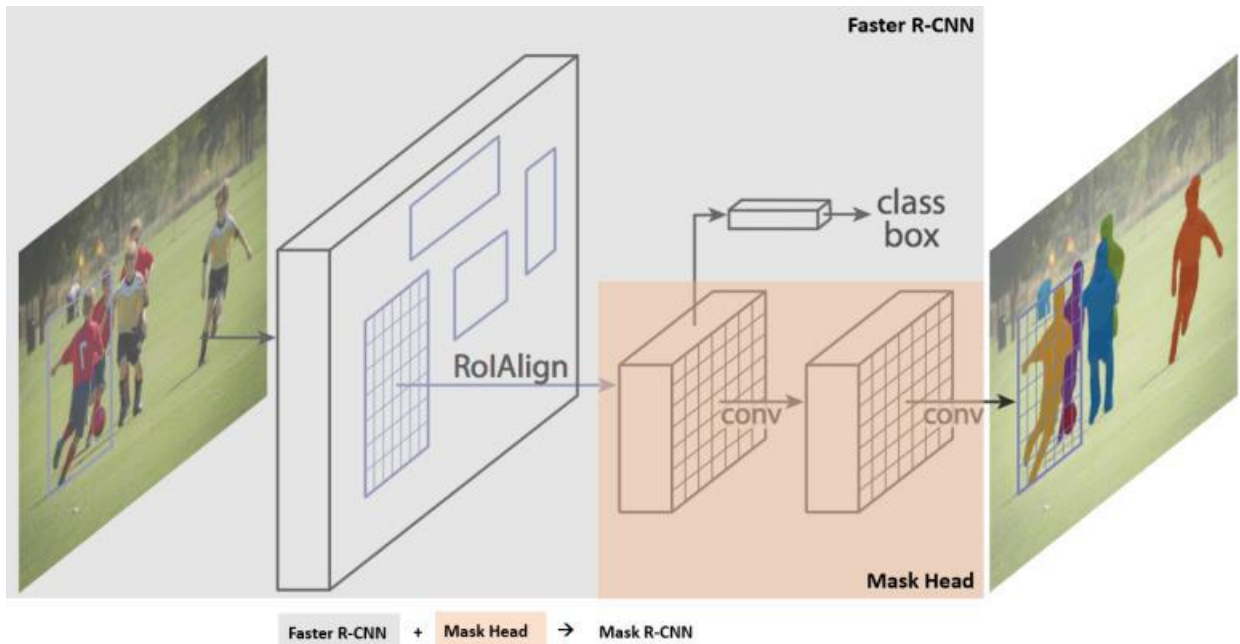 Faster R-CNN
class
box
RoIAlign
conv
conv
Mask Head
Faster R-CNN + Mask Head → Mask R-CNN